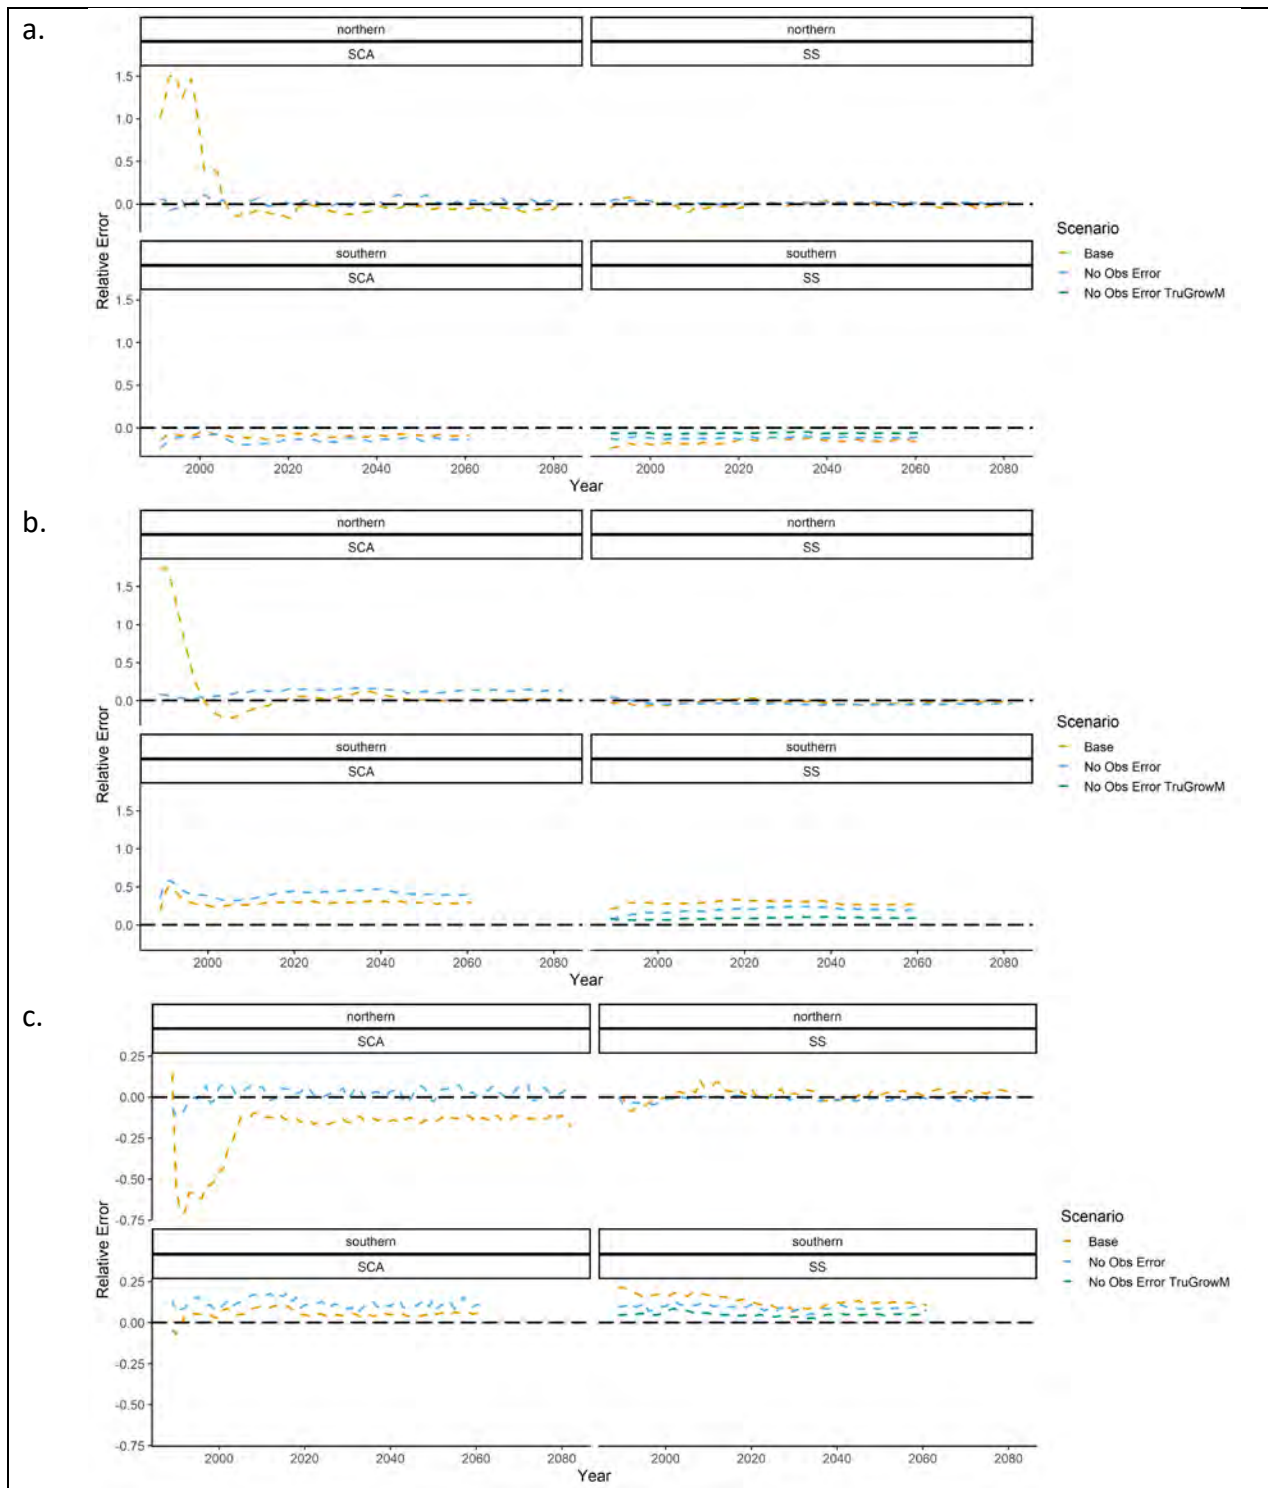 a.
northern northern
SCA SS
1.5
1.0
0.5
0.0
southern southern
SCA SS
1.5
1.0
0.5
0.0
2000 2020 2040 2060 2080 2000 2020 2040 2060 2080
Year
Relative Error
Scenario
Base
No Obs Error
No Obs Error TruGrowM
b.
northern northern
SCA SS
1.5
1.0
0.5
0.0
southern southern
SCA SS
1.5
1.0
0.5
0.0
2000 2020 2040 2060 2080 2000 2020 2040 2060 2080
Year
Relative Error
Scenario
Base
No Obs Error
No Obs Error TruGrowM
c.
northern northern
SCA SS
0.25
0.00
-0.25
-0.50
-0.75
southern southern
SCA SS
0.25
0.00
-0.25
-0.50
-0.75
2000 2020 2040 2060 2080 2000 2020 2040 2060 2080
Year
Relative Error
Scenario
Base
No Obs Error
No Obs Error TruGrowM